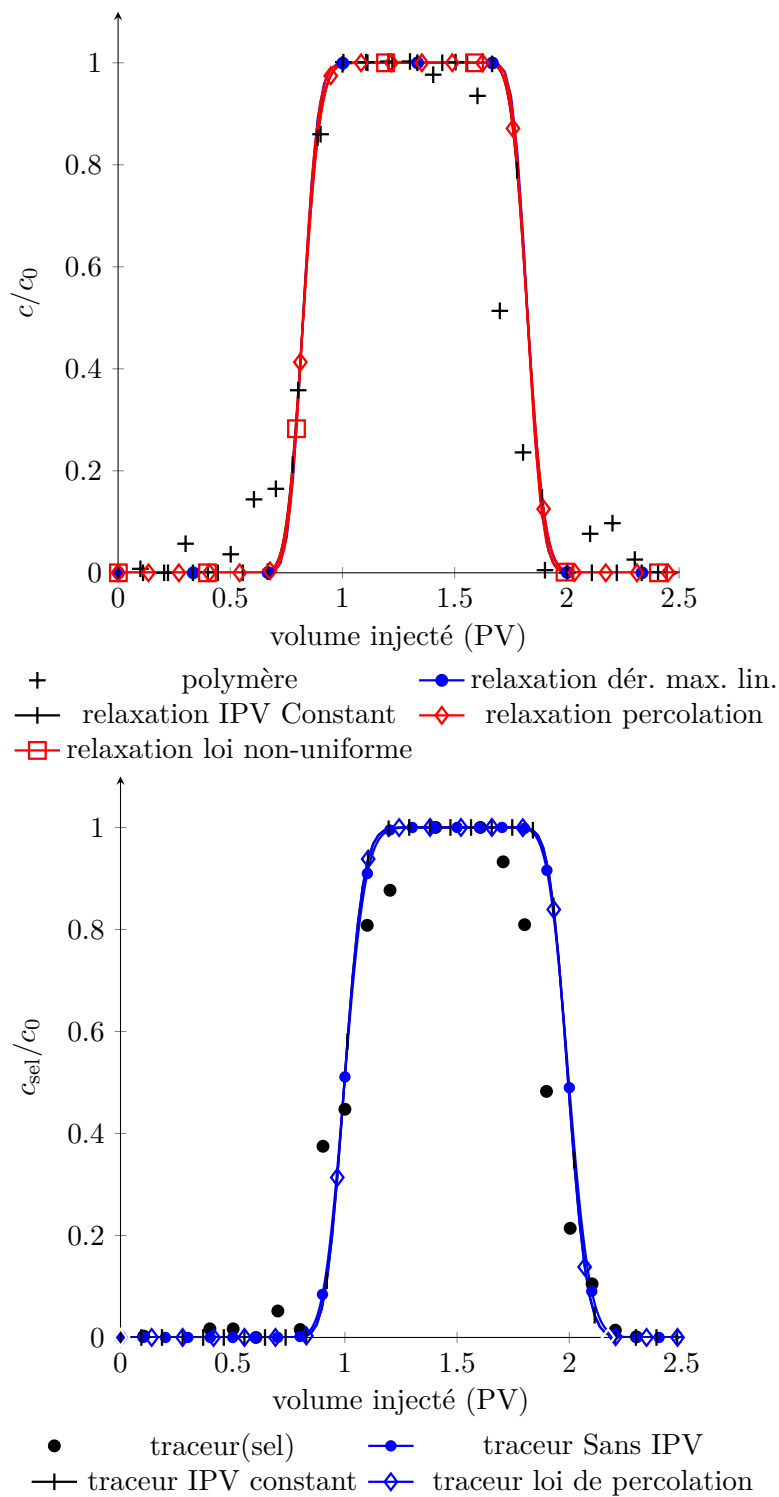 1
0.8
0.6
0.4
0.2
0
c/c₀
0 0.5 1 1.5 2 2.5
volume injecté (PV)
polymère relaxation dér. max. lin.
relaxation IPV Constant relaxation percolation
relaxation loi non-uniforme
1
0.8
0.6
0.4
0.2
0
c_sel/c₀
0 0.5 1 1.5 2 2.5
volume injecté (PV)
traceur(sel) traceur Sans IPV
traceur IPV constant traceur loi de percolation